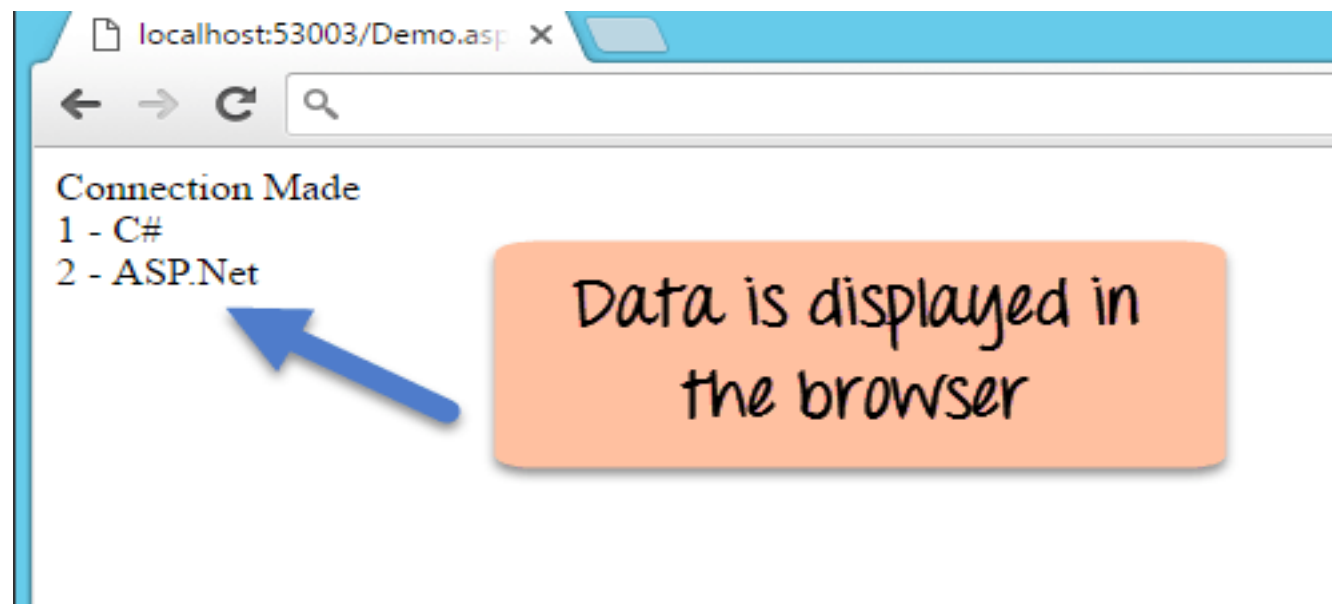 localhost:53003/Demo.asp
Connection Made
1 - C#
2 - ASP.Net
Data is displayed in
the browser